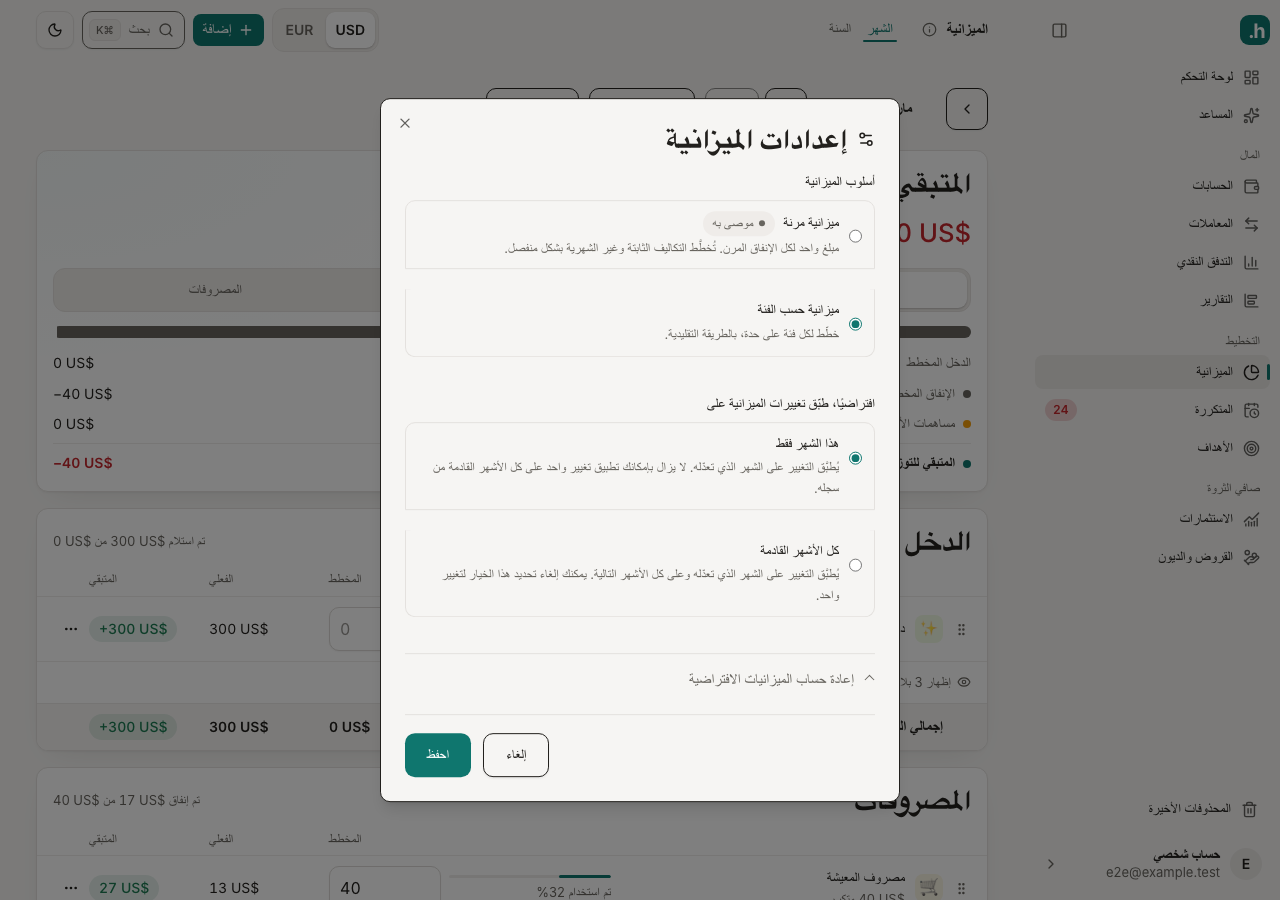 h.
لوحة التحكم
المساعد
المال
الحسابات
المعاملات
التدفق النقدي
التقارير
التخطيط
الميزانية
المتكررة
24
الأهداف
صافي الثروة
الاستثمارات
القروض والديون
المحذوفات الأخيرة
حساب شخصي
e2e@example.test
E
الميزانية
الشهر
السنة
USD
EUR
إضافة
بحث
⌘K
إعدادات الميزانية
أسلوب الميزانية
ميزانية مرنة
موصى به
مبلغ واحد لكل الإنفاق المرن. تُخطَّط التكاليف الثابتة وغير الشهرية بشكل منفصل.
ميزانية حسب الفئة
خطِّط لكل فئة على حدة، بالطريقة التقليدية.
افتراضيًا، طبّق تغييرات الميزانية على
هذا الشهر فقط
يُطبَّق التغيير على الشهر الذي تعدّله. لا يزال بإمكانك تطبيق تغيير واحد على كل الأشهر القادمة من
سجله.
كل الأشهر القادمة
يُطبَّق التغيير على الشهر الذي تعدّله وعلى كل الأشهر التالية. يمكنك إلغاء تحديد هذا الخيار لتغيير
واحد.
إعادة حساب الميزانيات الافتراضية
إلغاء
احفظ
المصروفات
الدخل المخطط
0 US$
−40 US$
0 US$
−40 US$
الدخل
تم استلام 300 US$ من 0 US$
المخطط
الفعلي
المتبقي
0
300 US$
+300 US$
إظهار 3
0 US$
300 US$
+300 US$
المصروفات
تم إنفاق 17 US$ من 40 US$
المخطط
الفعلي
المتبقي
مصروف المعيشة
تم استخدام 32%
40
13 US$
27 US$